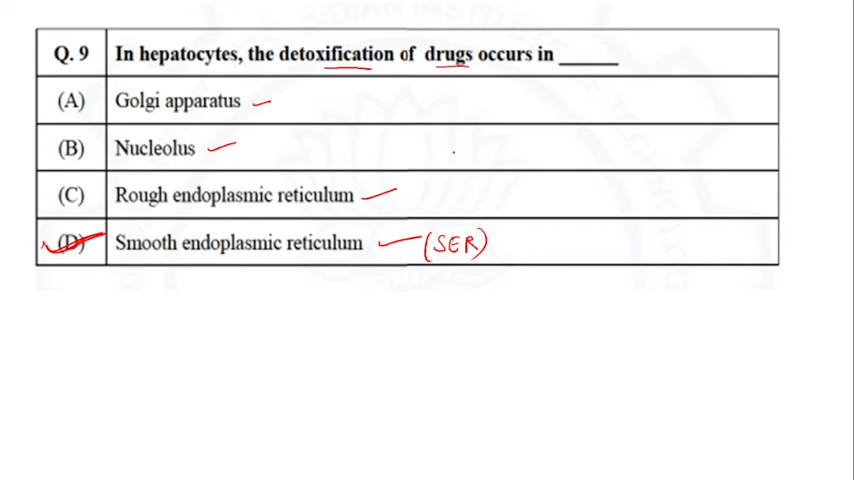 Q. 9 In hepatocytes, the detoxification of drugs occurs in ______
(A) Golgi apparatus
(B) Nucleolus
(C) Rough endoplasmic reticulum
(D) Smooth endoplasmic reticulum (SER)